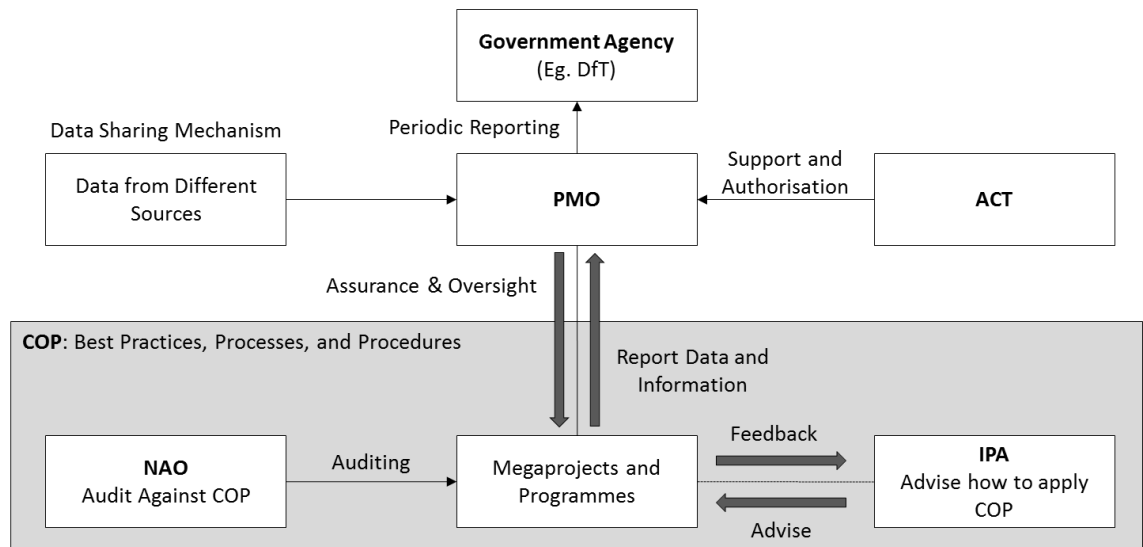 Government Agency
(Eg. DfT)
Periodic Reporting
Data Sharing Mechanism
Data from Different
Sources
PMO
Support and
Authorisation
ACT
Assurance & Oversight
COP: Best Practices, Processes, and Procedures
Report Data and
Information
NAO
Audit Against COP
Auditing
Megaprojects and
Programmes
Feedback
Advise
IPA
Advise how to apply
COP